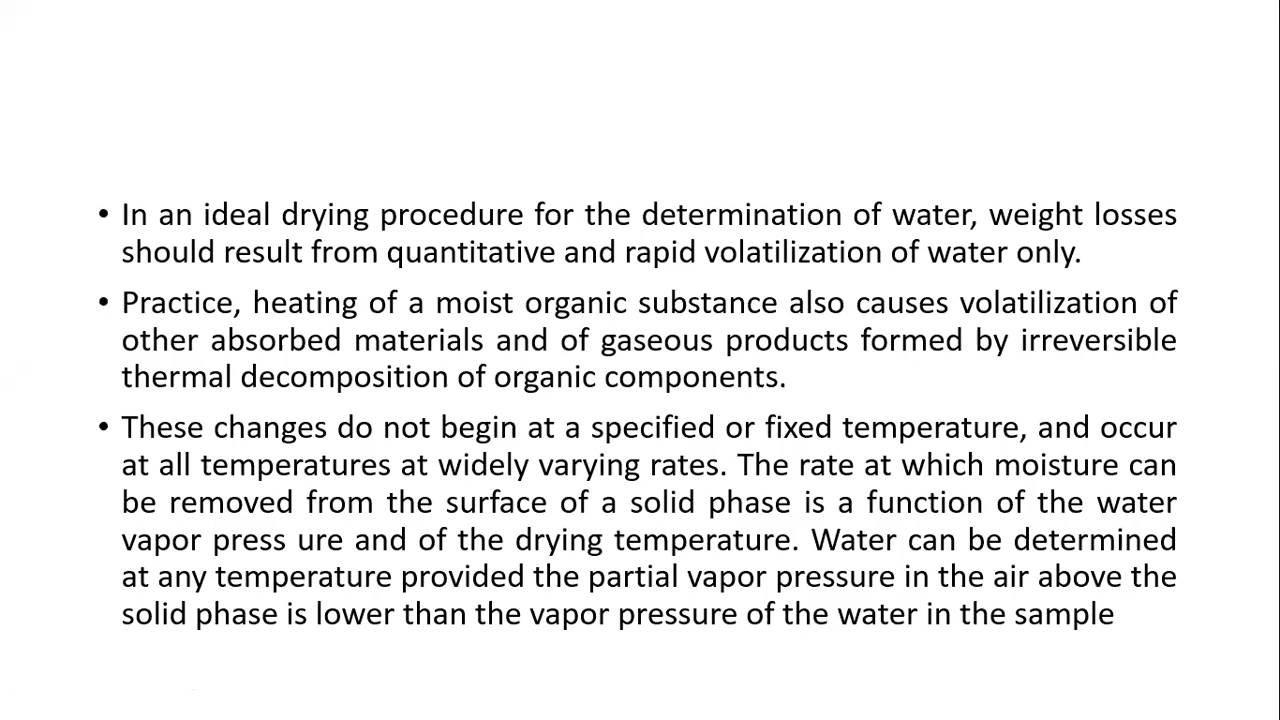 • In an ideal drying procedure for the determination of water, weight losses
should result from quantitative and rapid volatilization of water only.
• Practice, heating of a moist organic substance also causes volatilization of
other absorbed materials and of gaseous products formed by irreversible
thermal decomposition of organic components.
• These changes do not begin at a specified or fixed temperature, and occur
at all temperatures at widely varying rates. The rate at which moisture can
be removed from the surface of a solid phase is a function of the water
vapor press ure and of the drying temperature. Water can be determined
at any temperature provided the partial vapor pressure in the air above the
solid phase is lower than the vapor pressure of the water in the sample